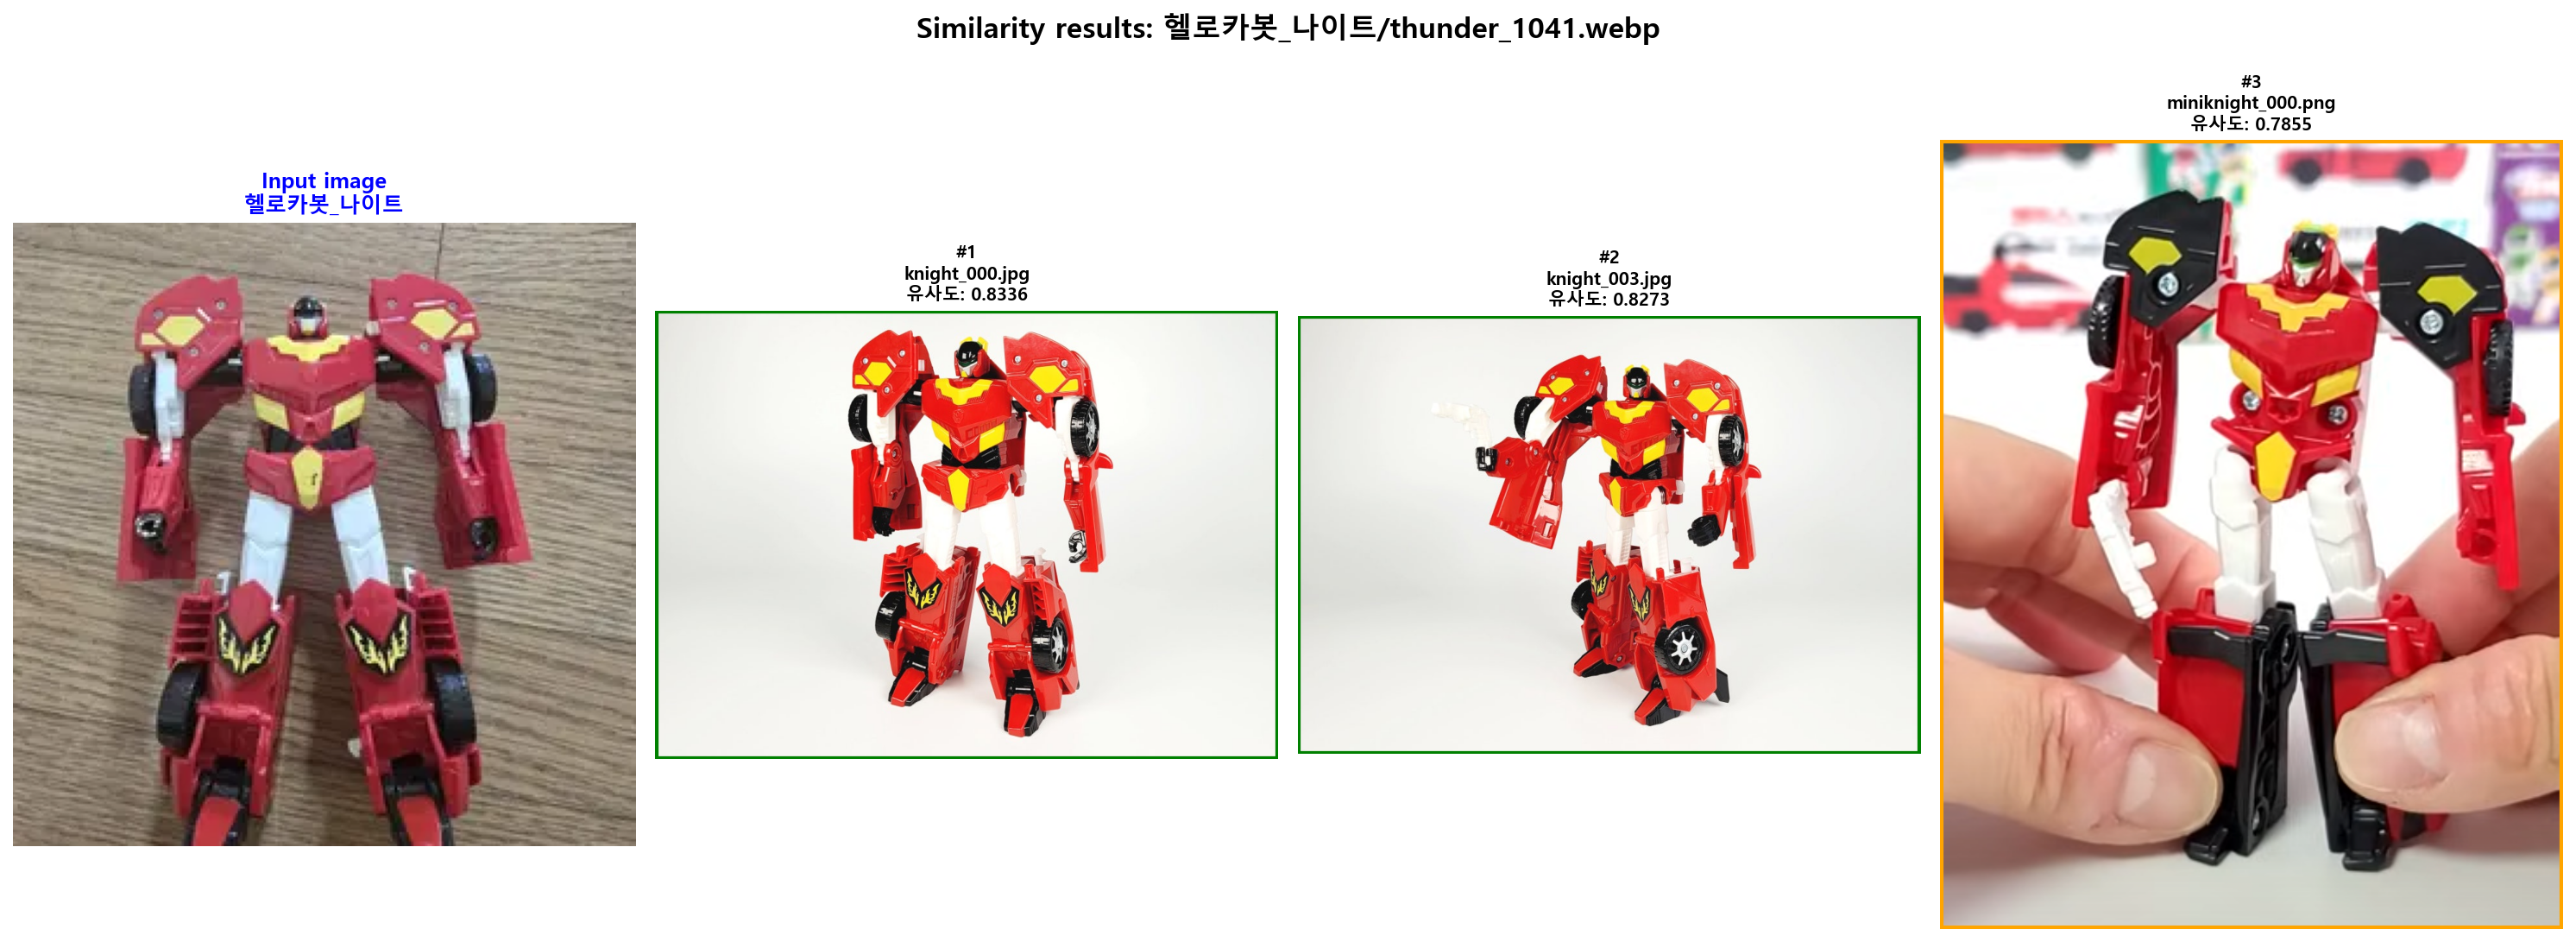 Similarity results: 헬로카봇_나이트/thunder_1041.webp
Input image
헬로카봇_나이트
#1
knight_000.jpg
유사도: 0.8336
#2
knight_003.jpg
유사도: 0.8273
#3
miniknight_000.png
유사도: 0.7855